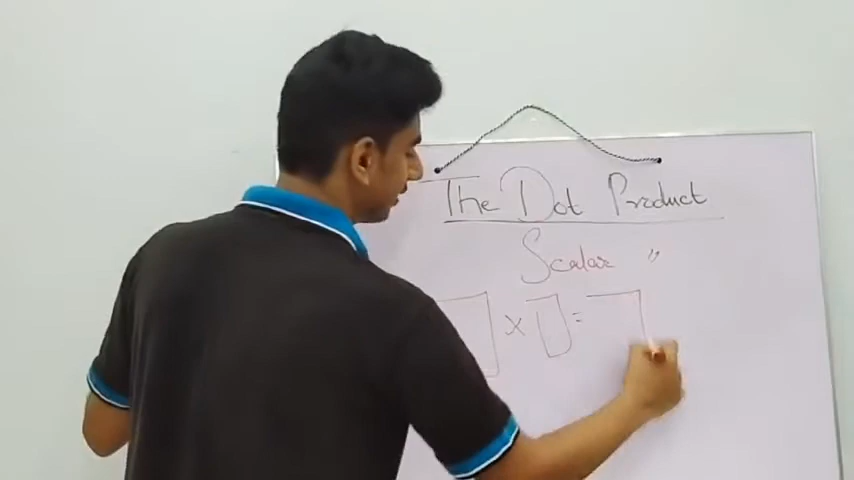 The Dot Product
Scalar "
× =